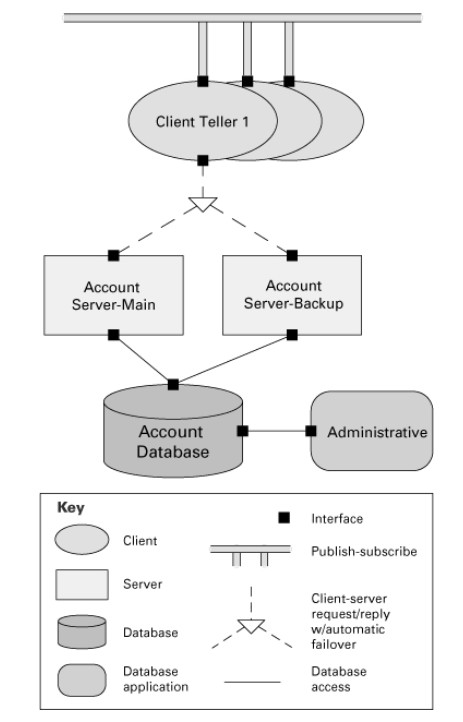 Client Teller 1
Account
Server-Main
Account
Server-Backup
Account
Database
Administrative
Key
Client
Server
Database
Database
application
Interface
Publish-subscribe
Client-server
request/reply
w/automatic
failover
Database
access